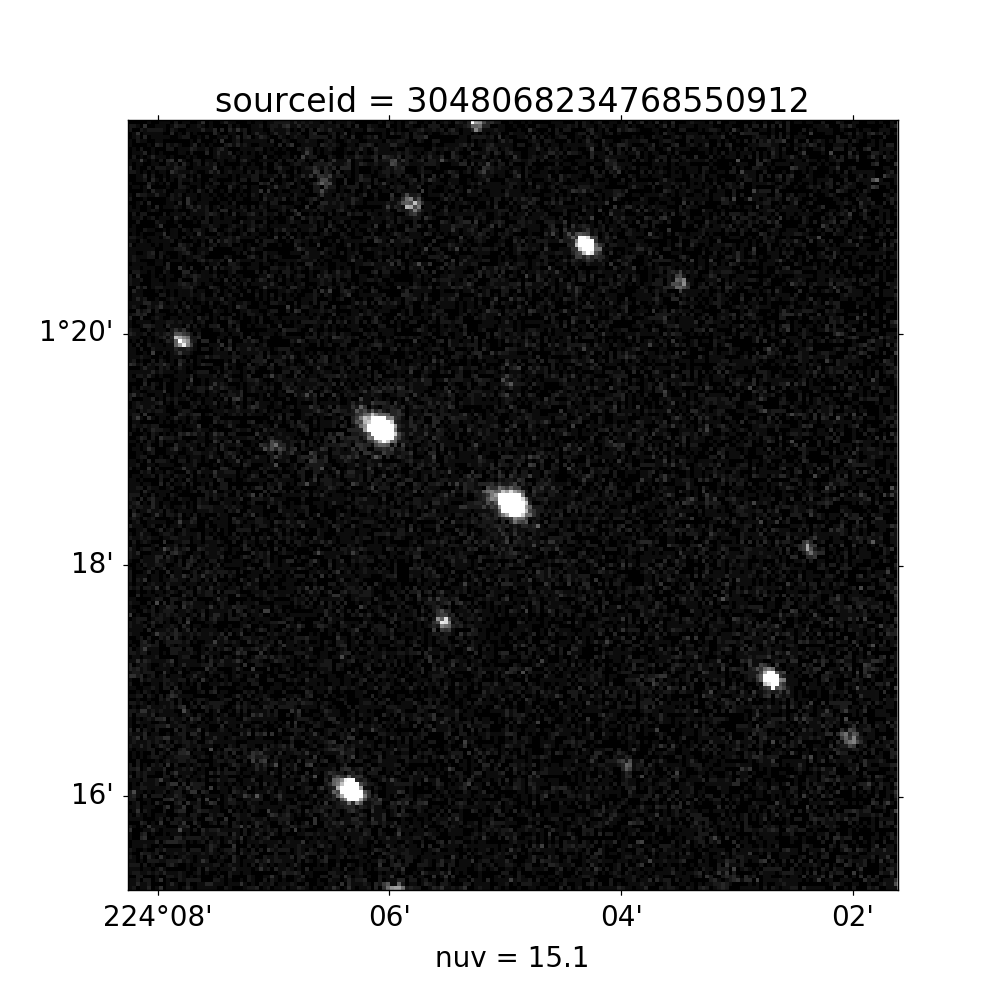 sourceid = 3048068234768550912
1°20'
18'
16'
224°08' 06' 04' 02'
nuv = 15.1